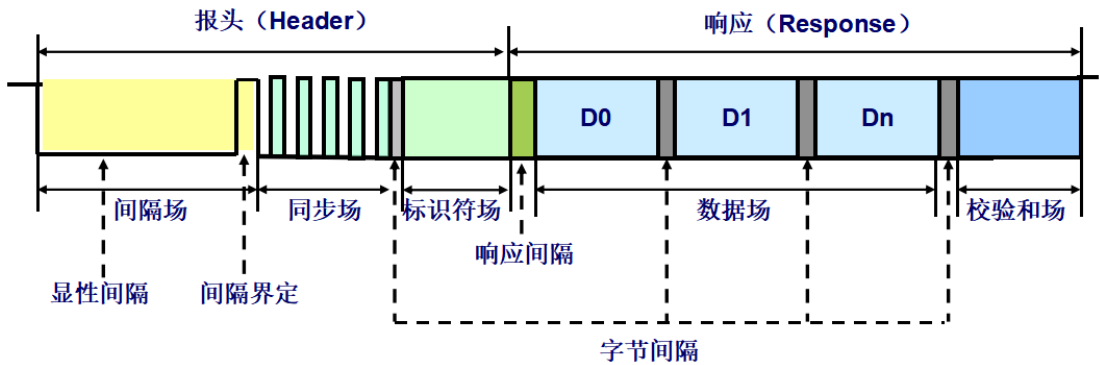 报头（Header）
响应（Response）
D0
D1
Dn
间隔场
同步场
标识符场
数据场
校验和场
响应间隔
显性间隔
间隔界定
字节间隔